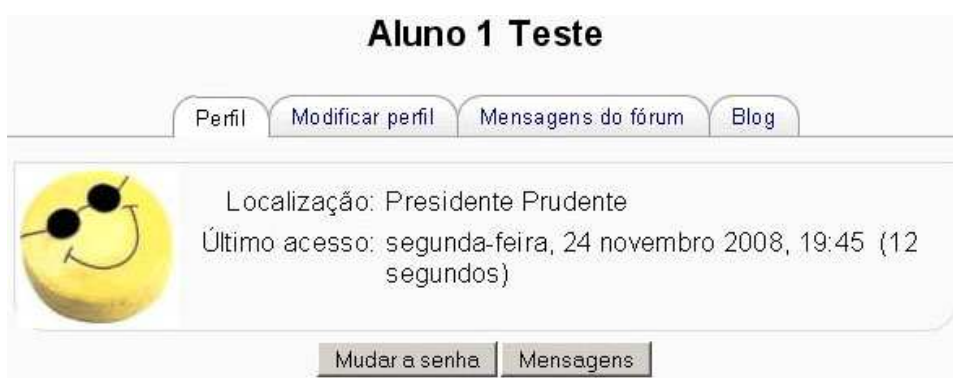 Aluno 1 Teste
Perfil Modificar perfil Mensagens do fórum Blog
Localização: Presidente Prudente
Último acesso: segunda-feira, 24 novembro 2008, 19:45 (12
segundos)
Mudar a senha Mensagens